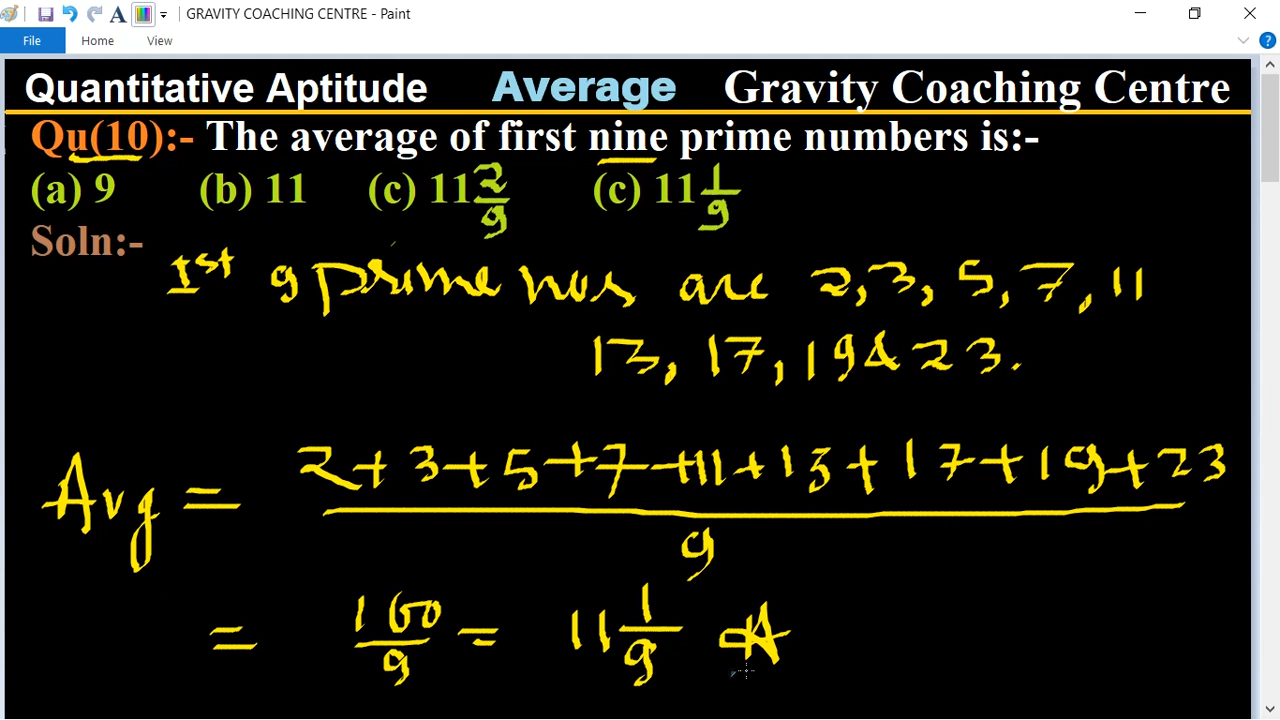 GRAVITY COACHING CENTRE - Paint
File Home View
Quantitative Aptitude Average Gravity Coaching Centre
Qu(10):- The average of first nine prime numbers is:-
(a) 9 (b) 11 (c) 11 2/9 (c) 11 1/9
Soln:-
Ist 9 prime nos are 2, 3, 5, 7, 11
13, 17, 19 & 23.
Avg = 2+3+5+7+11+13+17+19+23
9
= 100/9 = 11 1/9 A